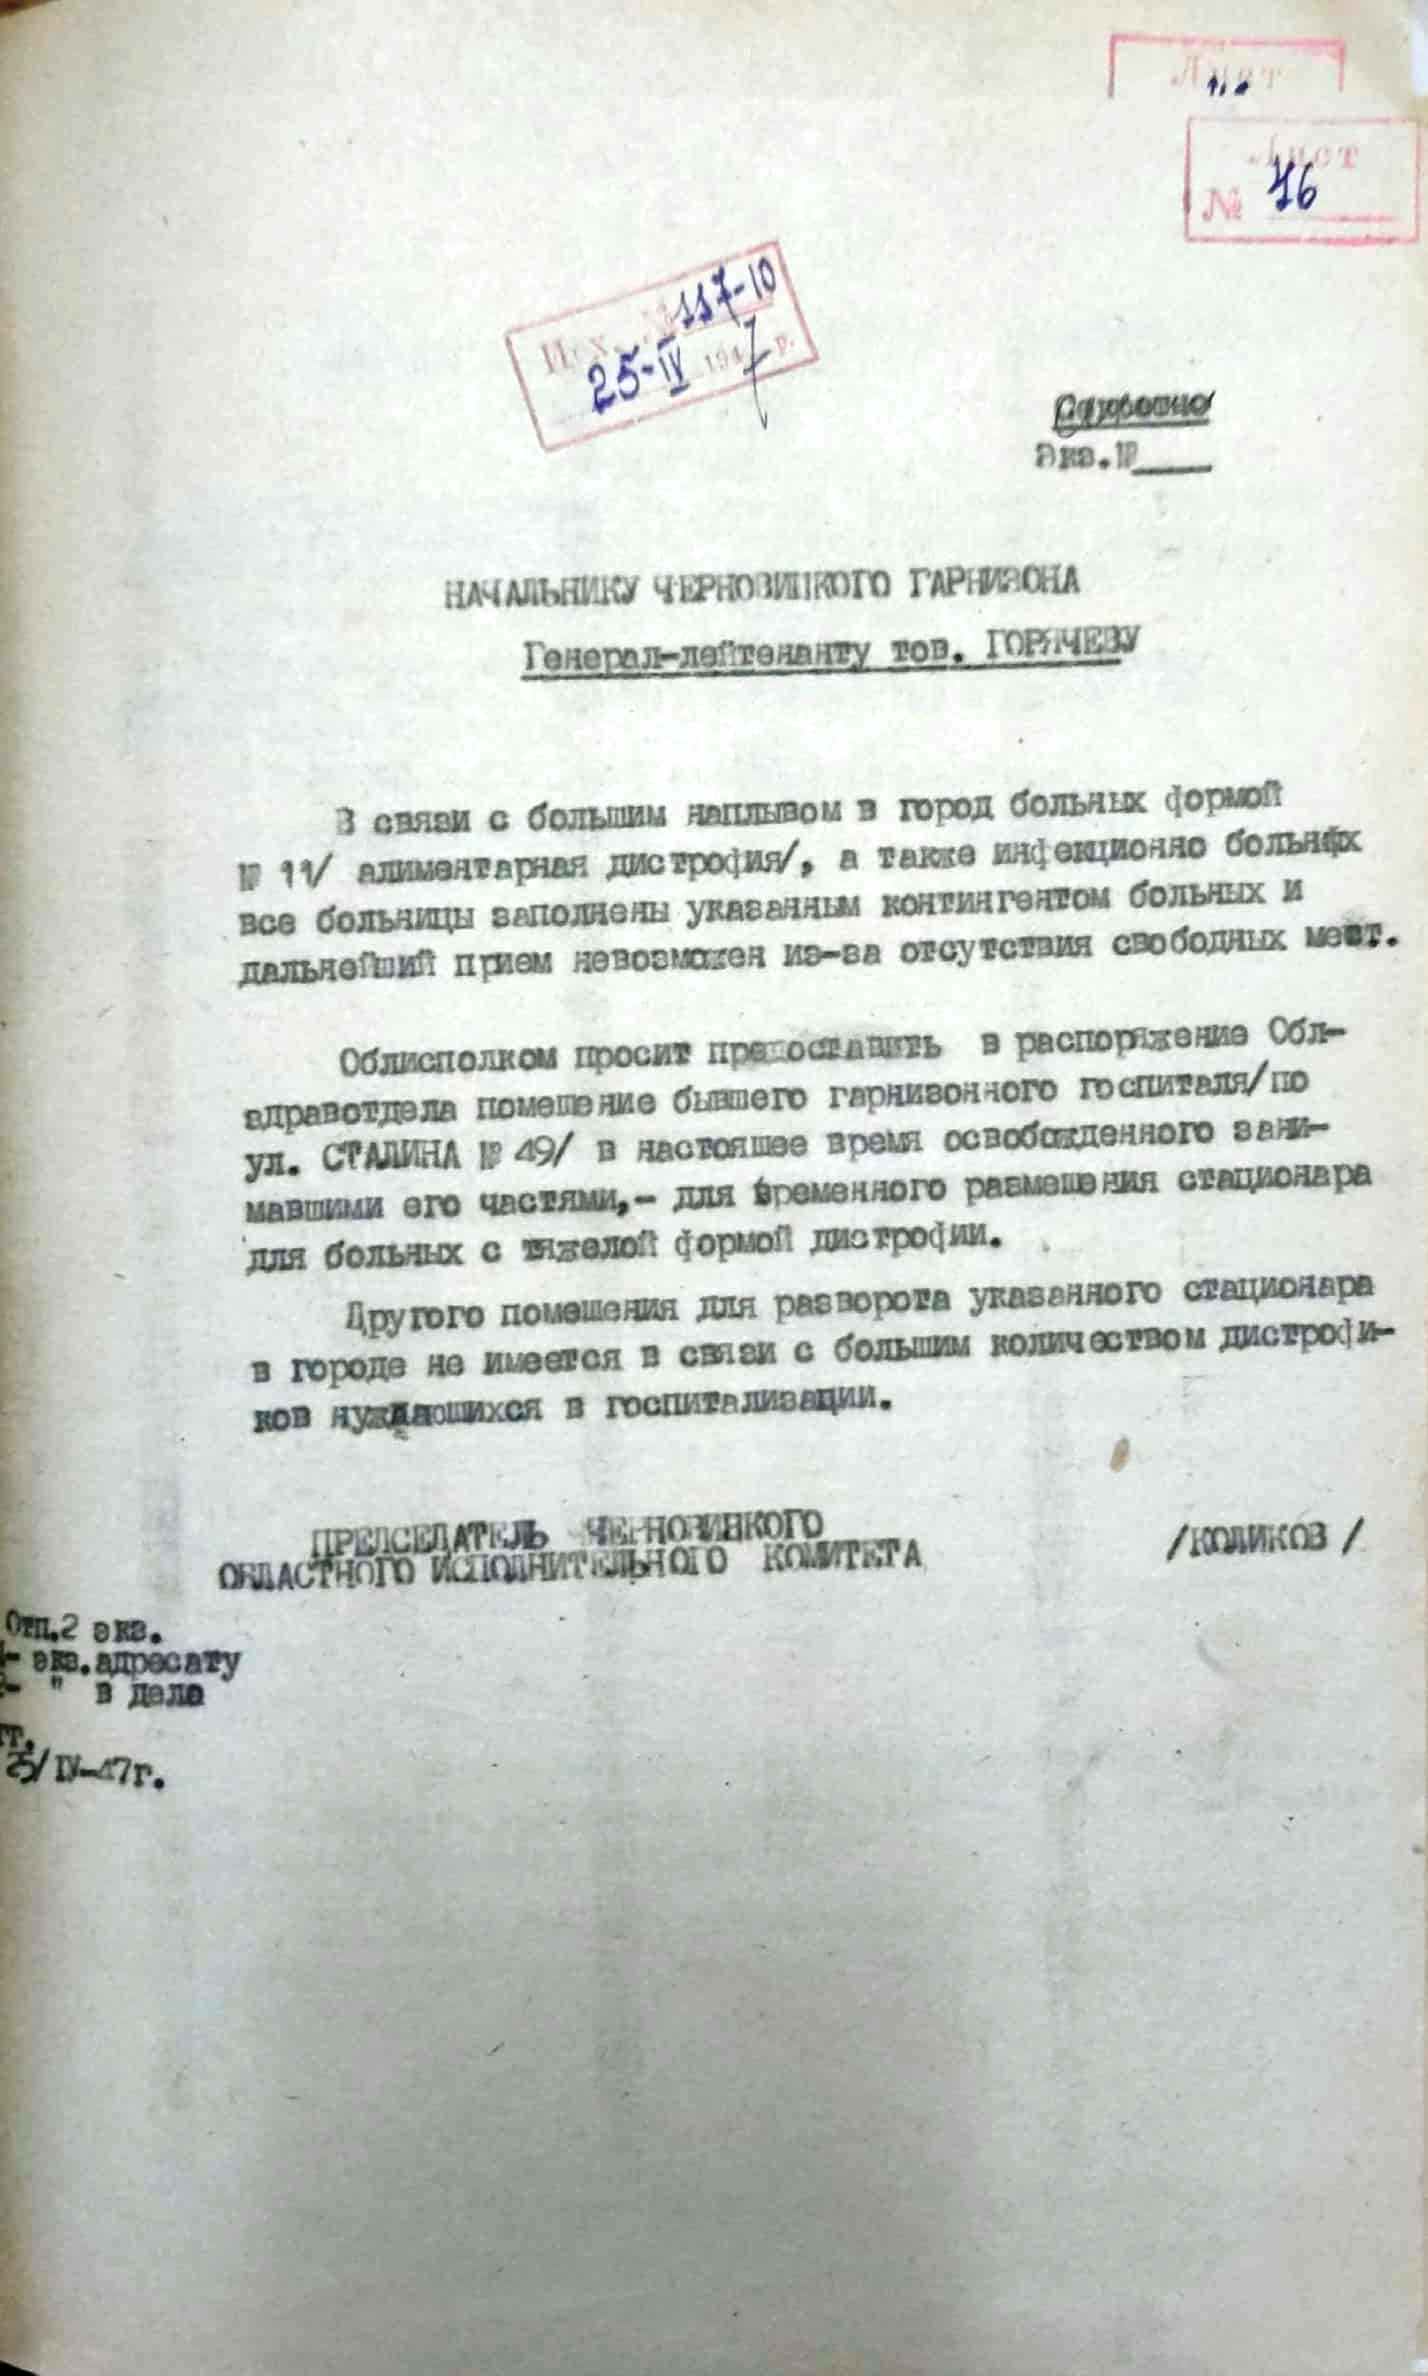 Лист
Лист
№ 46
Исх. № 117-10
25-IV 1947 г.
Экз.№____
НАЧАЛЬНИКУ ЧЕРНОВИЦКОГО ГАРНИЗОНА
Генерал-лейтенанту тов. ГОРЯЧЕВУ
В связи с большим наплывом в город больных формой
№ 11/ алиментарная дистрофия/, а также инфекционно больных
все больницы заполнены указанным контингентом больных и
дальнейший прием невозможен из-за отсутствия свободных мест.
Облисполком просит предоставить в распоряжение Обл-
здравотдела помещение бывшего гарнизонного госпиталя/по
ул. СТАЛИНА № 49/ в настоящее время освобожденного зани-
мавшими его частями,- для временного размещения стационара
для больных с тяжелой формой дистрофии.
Другого помещения для разворота указанного стационара
в городе не имеется в связи с большим количеством дистрофи-
ков нуждающихся в госпитализации.
ПРЕДСЕДАТЕЛЬ ЧЕРНОВИЦКОГО
ОБЛАСТНОГО ИСПОЛНИТЕЛЬНОГО КОМИТЕТА
/КОЛИКОВ /
Отп.2 экз.
- экз.адресату
- " в дело
тт.
25/IV-47г.